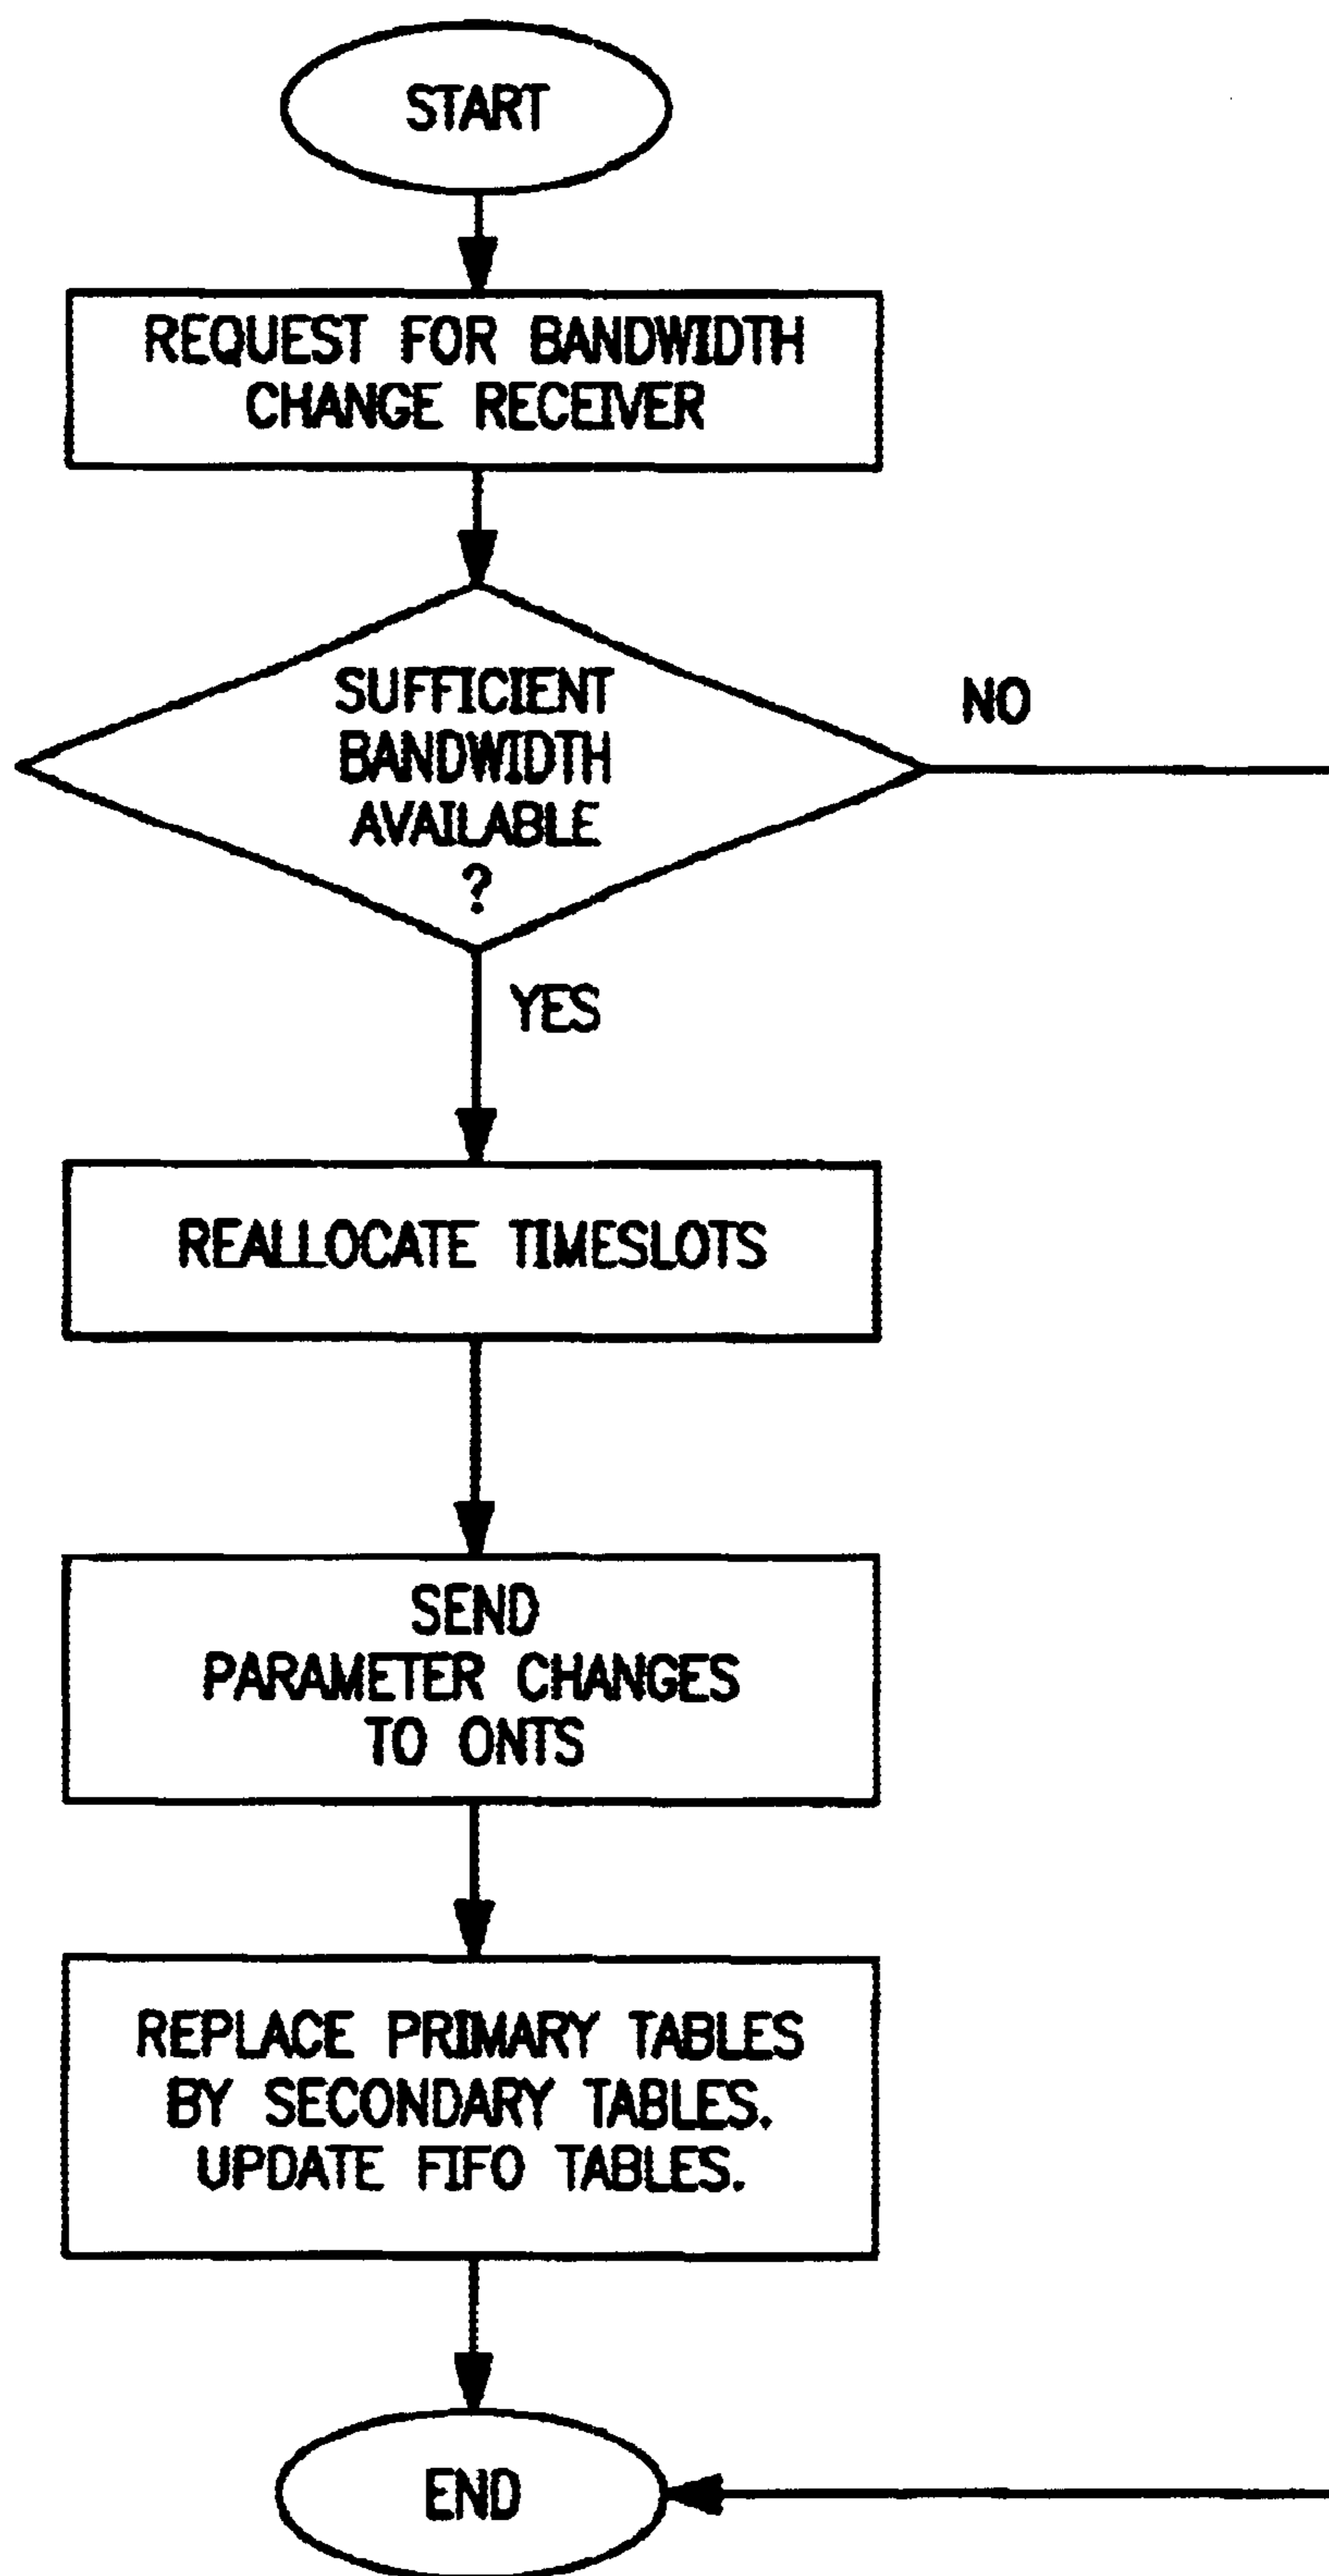 START
REQUEST FOR BANDWIDTH
CHANGE RECEIVER
SUFFICIENT
BANDWIDTH
AVAILABLE
?
NO
YES
REALLOCATE TIMESLOTS
SEND
PARAMETER CHANGES
TO ONTS
REPLACE PRIMARY TABLES
BY SECONDARY TABLES.
UPDATE FIFO TABLES.
END